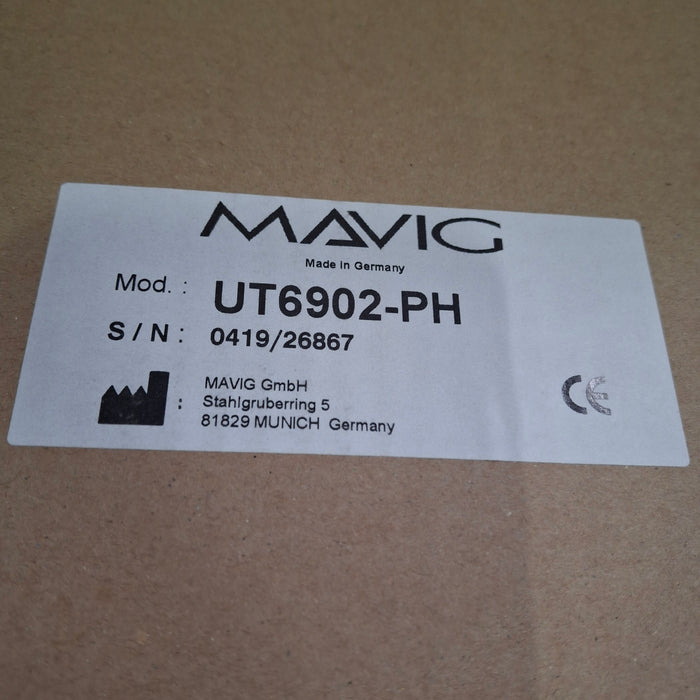 MAVIG
Made in Germany
Mod. : UT6902-PH
S / N : 0419/26867
: MAVIG GmbH
Stahlgruberring 5
81829 MUNICH Germany
CE